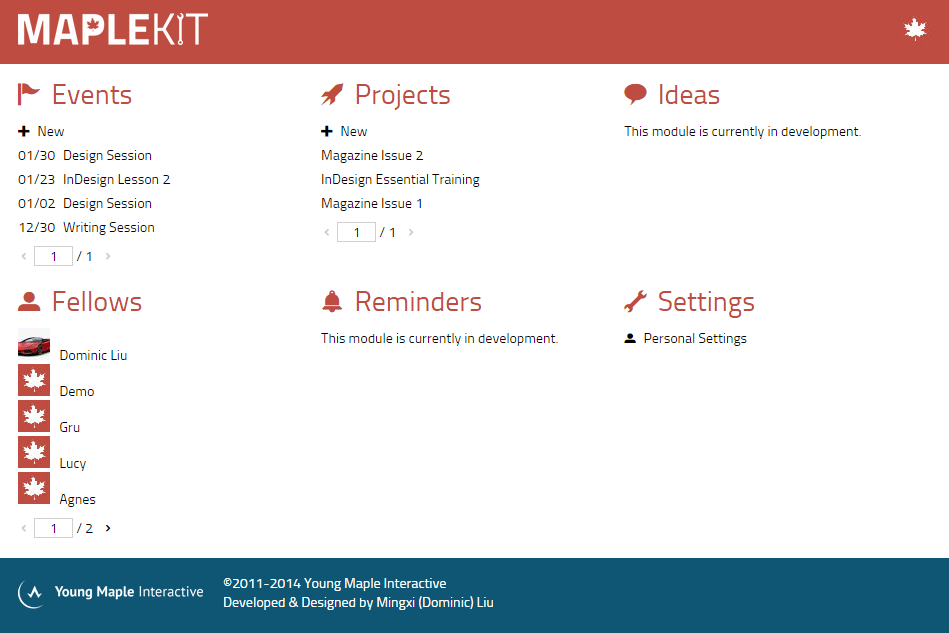 MAPLEKIT
Events
New
01/30 Design Session
01/23 InDesign Lesson 2
01/02 Design Session
12/30 Writing Session
1 / 1
Projects
New
Magazine Issue 2
InDesign Essential Training
Magazine Issue 1
1 / 1
Ideas
This module is currently in development.
Fellows
Dominic Liu
Demo
Gru
Lucy
Agnes
1 / 2
Reminders
This module is currently in development.
Settings
Personal Settings
Young Maple Interactive
©2011-2014 Young Maple Interactive
Developed & Designed by Mingxi (Dominic) Liu